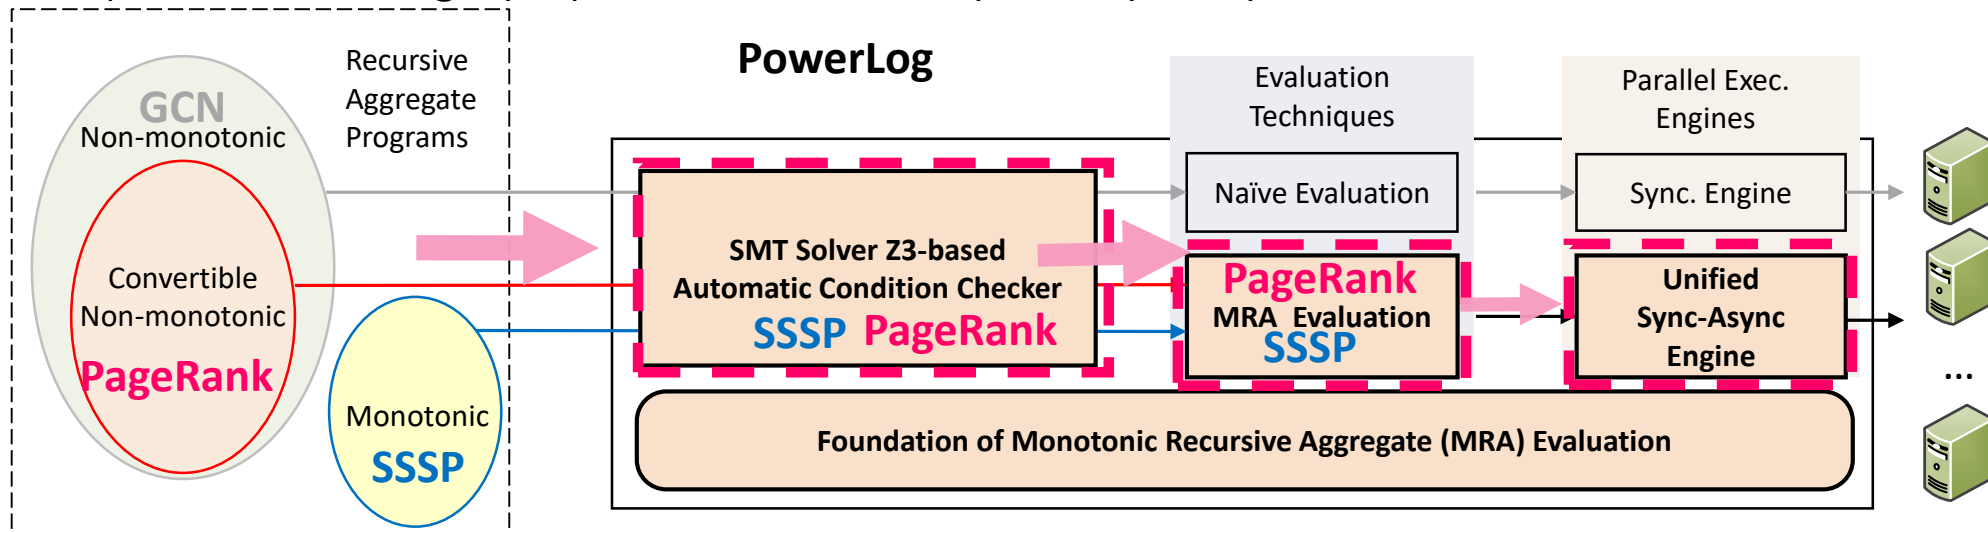 GCN
Non-monotonic
Convertible
Non-monotonic
PageRank
Monotonic
SSSP
Recursive
Aggregate
Programs
PowerLog
SMT Solver Z3-based
Automatic Condition Checker
SSSP PageRank
Evaluation
Techniques
Naïve Evaluation
PageRank
MRA Evaluation
SSSP
Parallel Exec.
Engines
Sync. Engine
Unified
Sync-Async
Engine
...
Foundation of Monotonic Recursive Aggregate (MRA) Evaluation